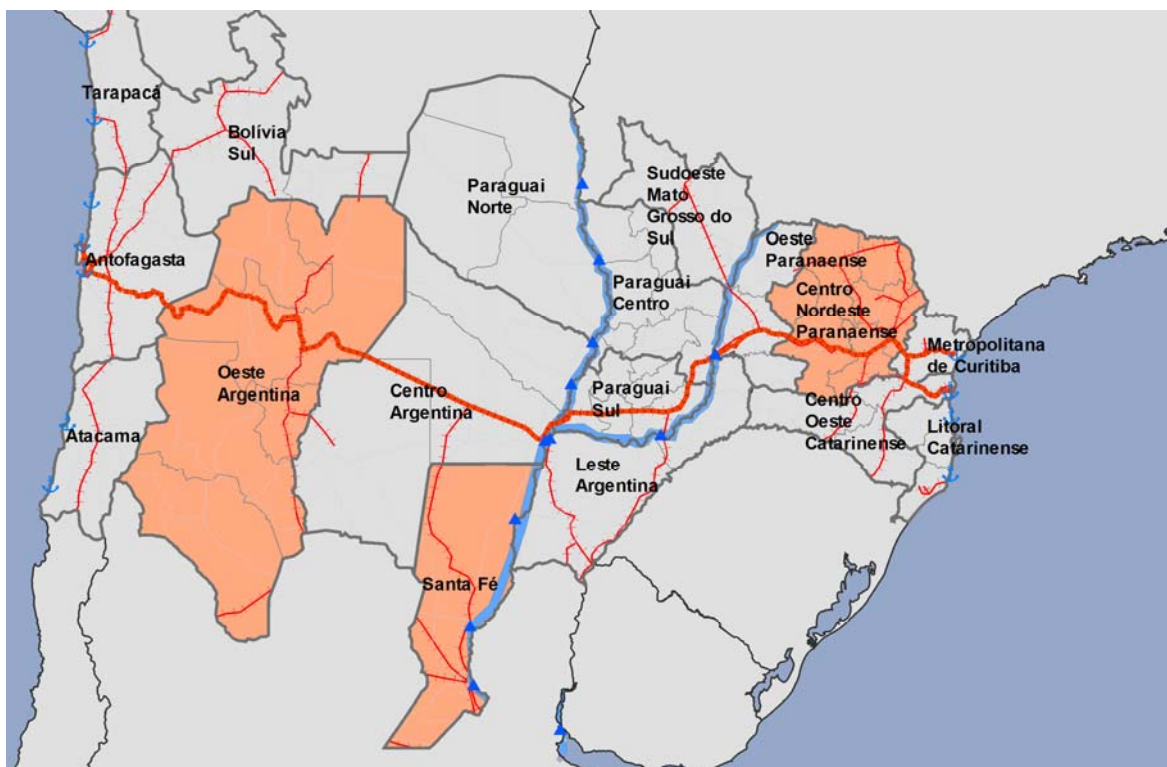 Tarapacá
Bolívia
Sul
Antofagasta
Atacama
Oeste
Argentina
Centro
Argentina
Paraguai
Norte
Paraguai
Centro
Paraguai
Sul
Sudoeste
Mato
Grosso do
Sul
Oeste
Paranaense
Centro
Nordeste
Paranaense
Metropolitana
de Curitiba
Centro
Oeste
Catarinense
Litoral
Catarinense
Leste
Argentina
Santa Fé